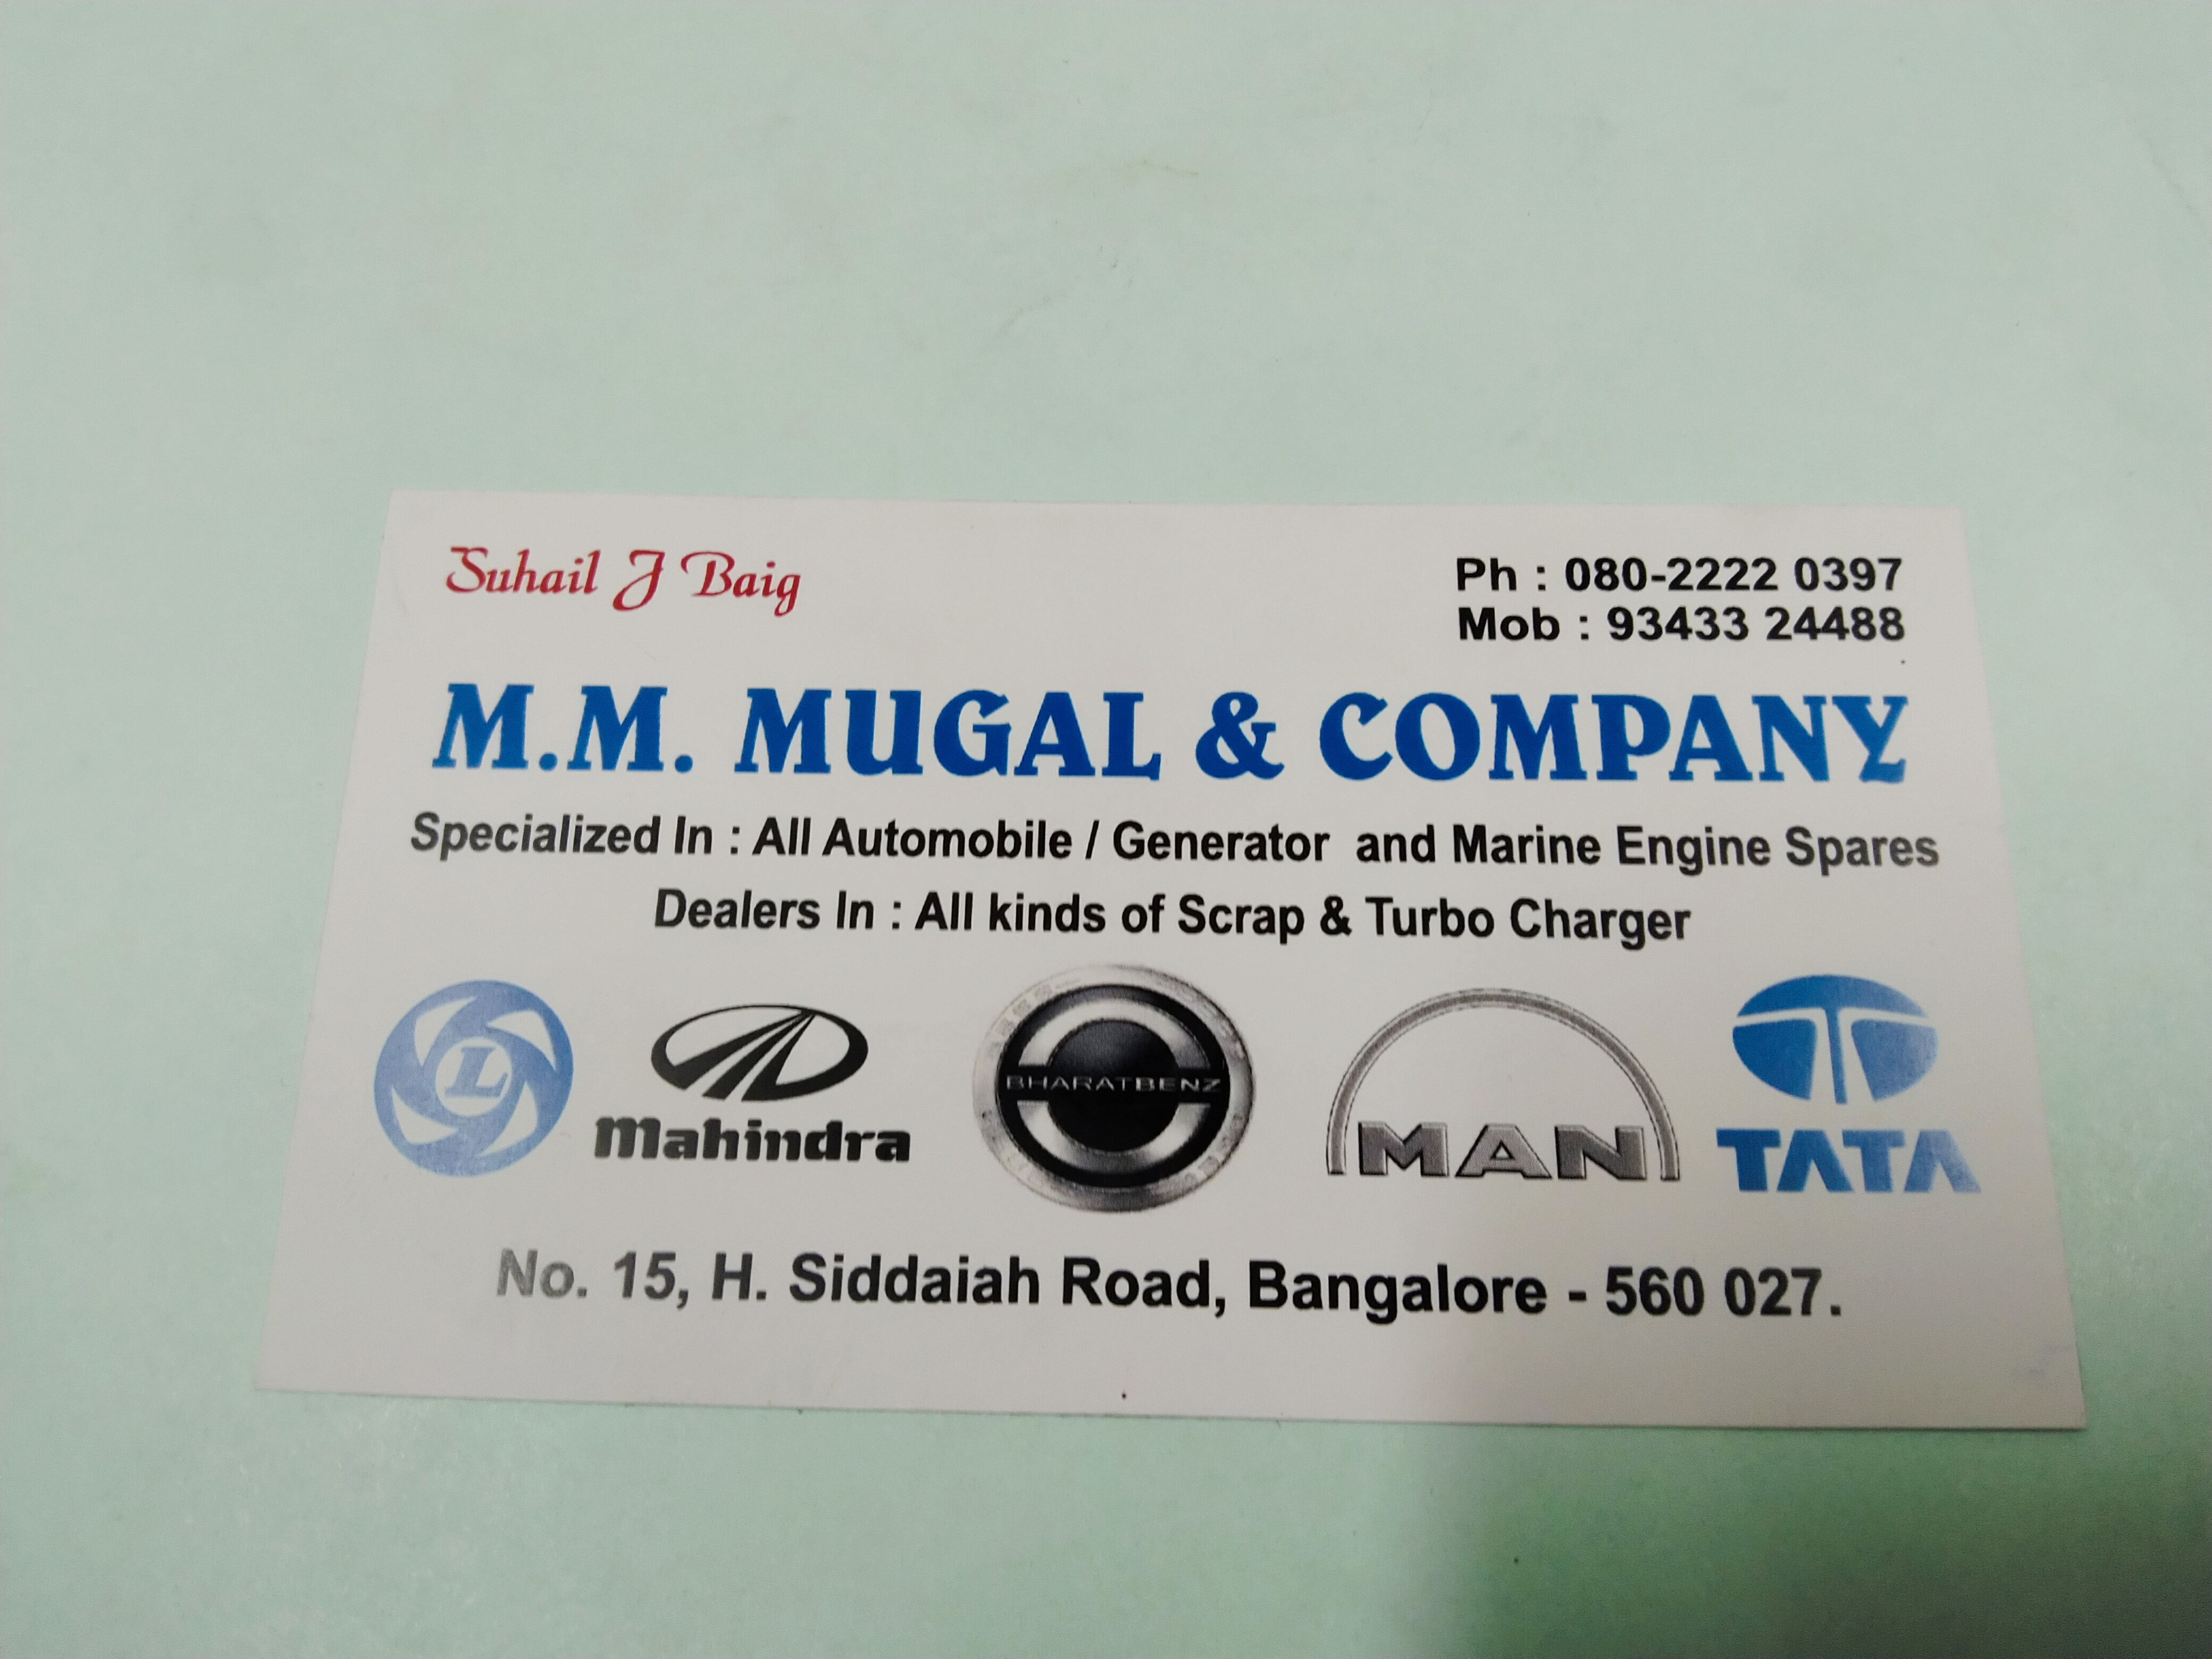 Suhail J Baig
Ph : 080-2222 0397
Mob : 93433 24488
M.M. MUGAL & COMPANY
Specialized In : All Automobile / Generator and Marine Engine Spares
Dealers In : All kinds of Scrap & Turbo Charger
L
Mahindra
BHARATBENZ
MAN
TATA
No. 15, H. Siddaiah Road, Bangalore - 560 027.